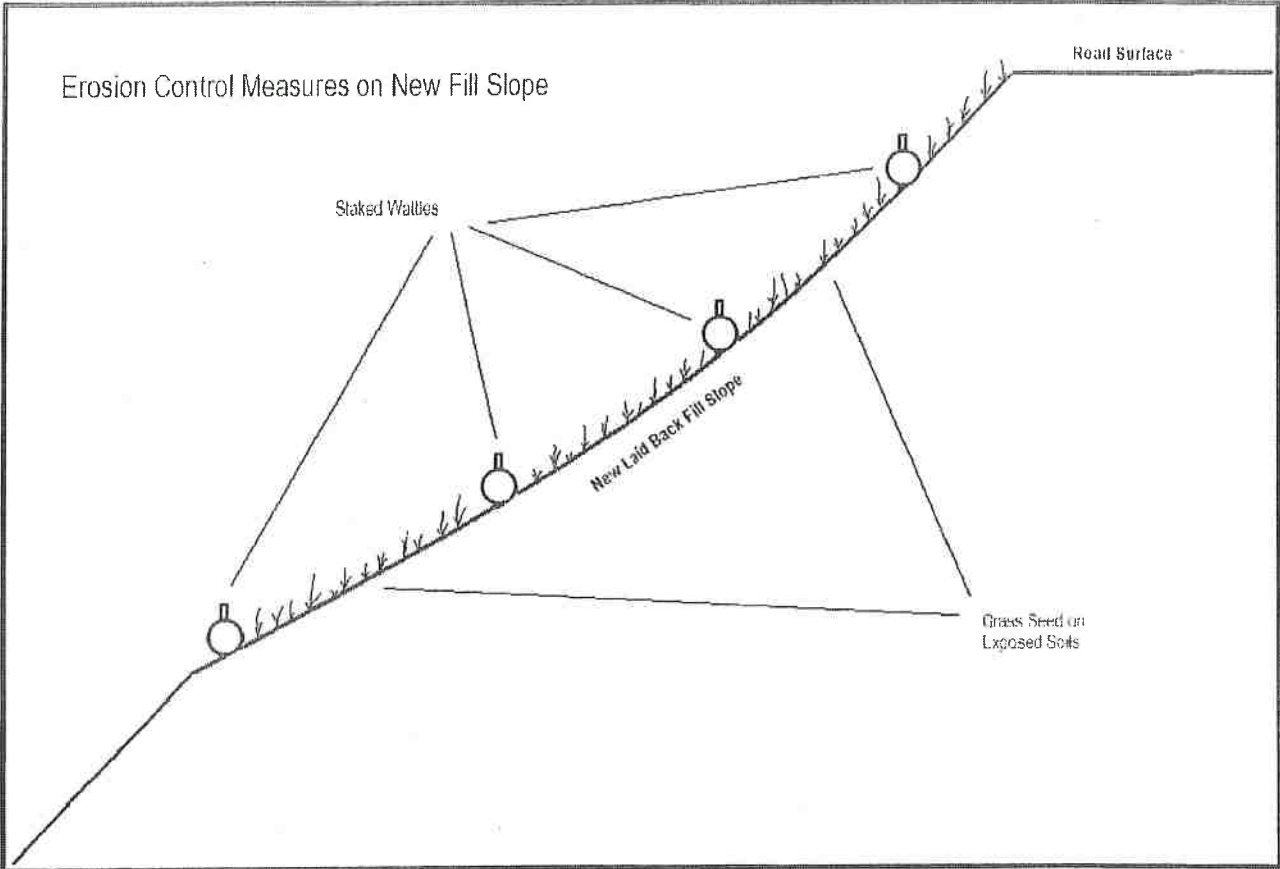 Road Surface
Erosion Control Measures on New Fill Slope
Staked Wattles
New Laid Back Fill Slope
Grass Seed on
Exposed Soils